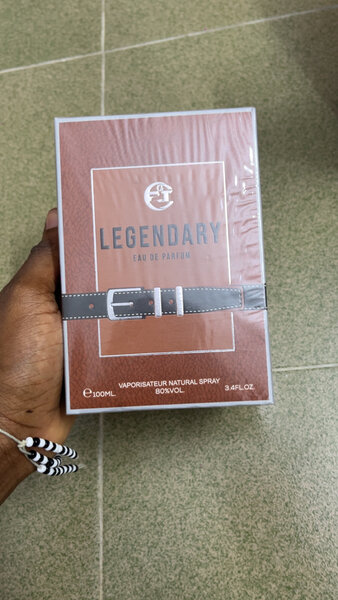 LEGENDARY
EAU DE PARFUM
VAPORISATEUR NATURAL SPRAY
℮100ML. 80%VOL. 3.4FL.OZ.